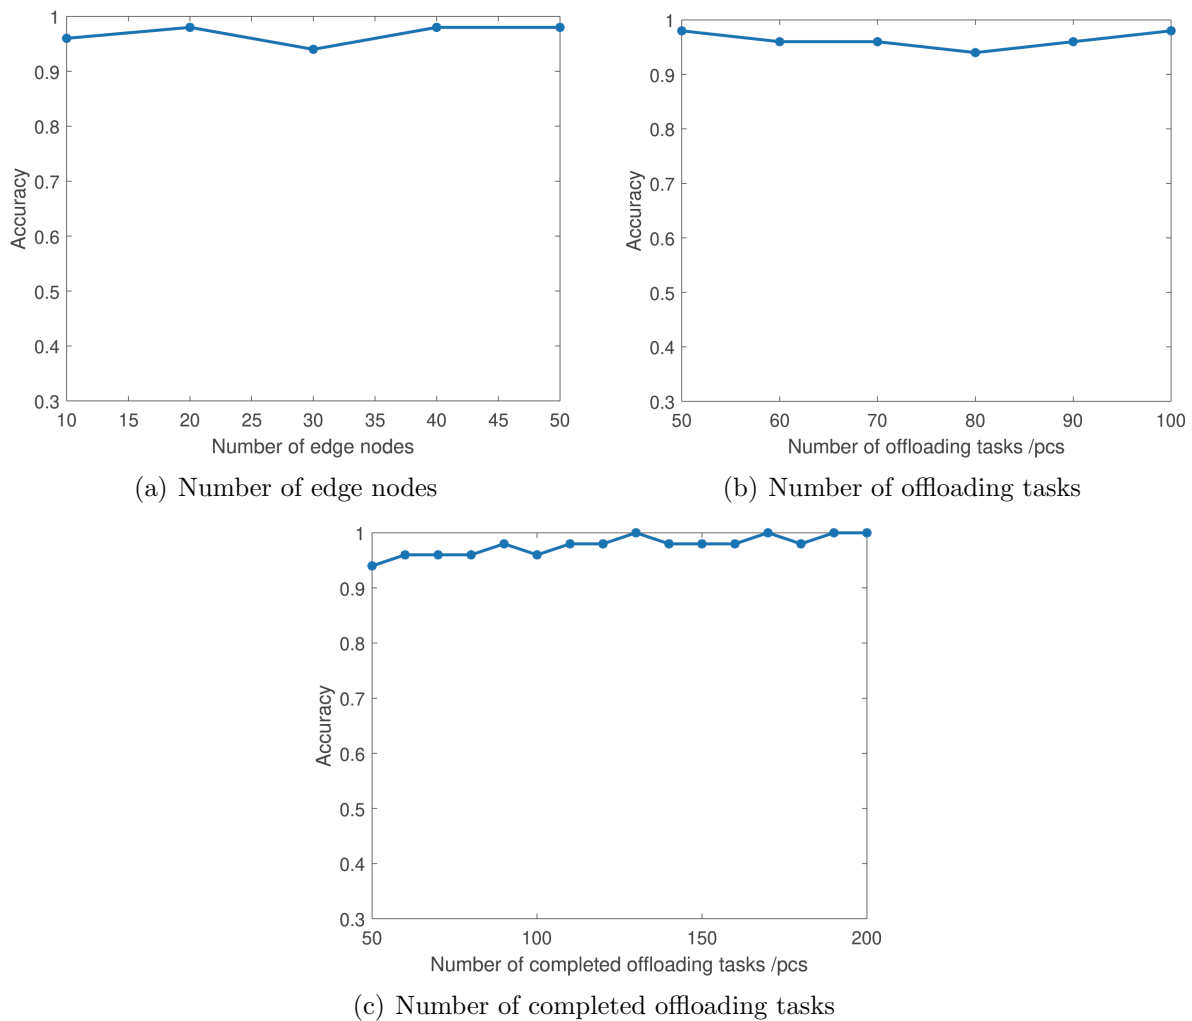 1
0.9
0.8
0.7
0.6
0.5
0.4
0.3
Accuracy
10 15 20 25 30 35 40 45 50
Number of edge nodes
(a) Number of edge nodes
1
0.9
0.8
0.7
0.6
0.5
0.4
0.3
Accuracy
50 60 70 80 90 100
Number of offloading tasks /pcs
(b) Number of offloading tasks
1
0.9
0.8
0.7
0.6
0.5
0.4
0.3
Accuracy
50 100 150 200
Number of completed offloading tasks /pcs
(c) Number of completed offloading tasks